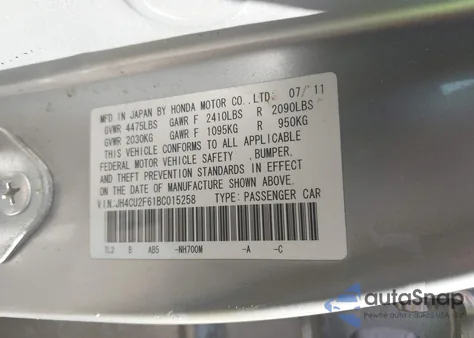 MFD IN JAPAN BY HONDA MOTOR CO.,LTD. 07/11
GVWR 4475LBS GAWR F 2410LBS R 2090LBS
GVWR 2030KG GAWR F 1095KG R 950KG
THIS VEHICLE CONFORMS TO ALL APPLICABLE
FEDERAL MOTOR VEHICLE SAFETY ,BUMPER,
AND THEFT PREVENTION STANDARDS IN EFFECT
ON THE DATE OF MANUFACTURE SHOWN ABOVE.
VIN:JH4CU2F61BC015258 TYPE: PASSENGER CAR
TL2 B AB5 -NH700M -A -C
autoSnap